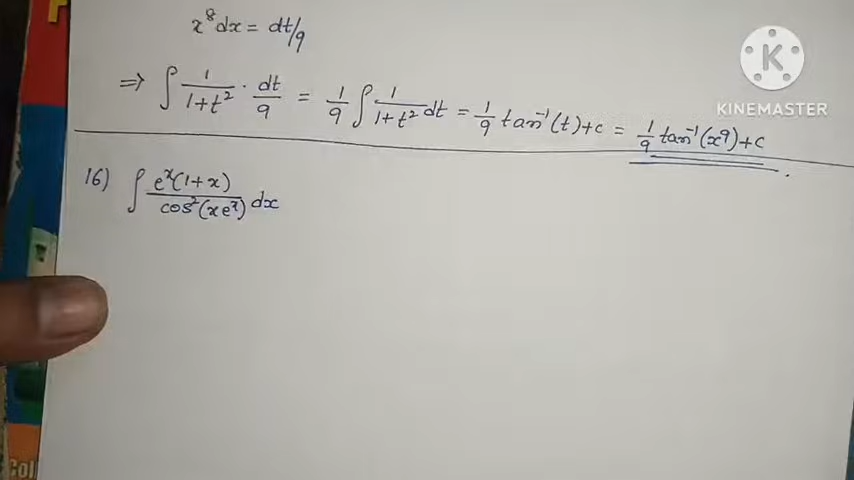 x⁸dx = dt/9
K
KINEMASTER
⇒ ∫ 1/(1+t²) · dt/9 = 1/9 ∫ 1/(1+t²) dt = 1/9 tan⁻¹(t)+c = 1/9 tan⁻¹(x⁹)+c.
16) ∫ eˣ(1+x)/cos²(xeˣ) dx